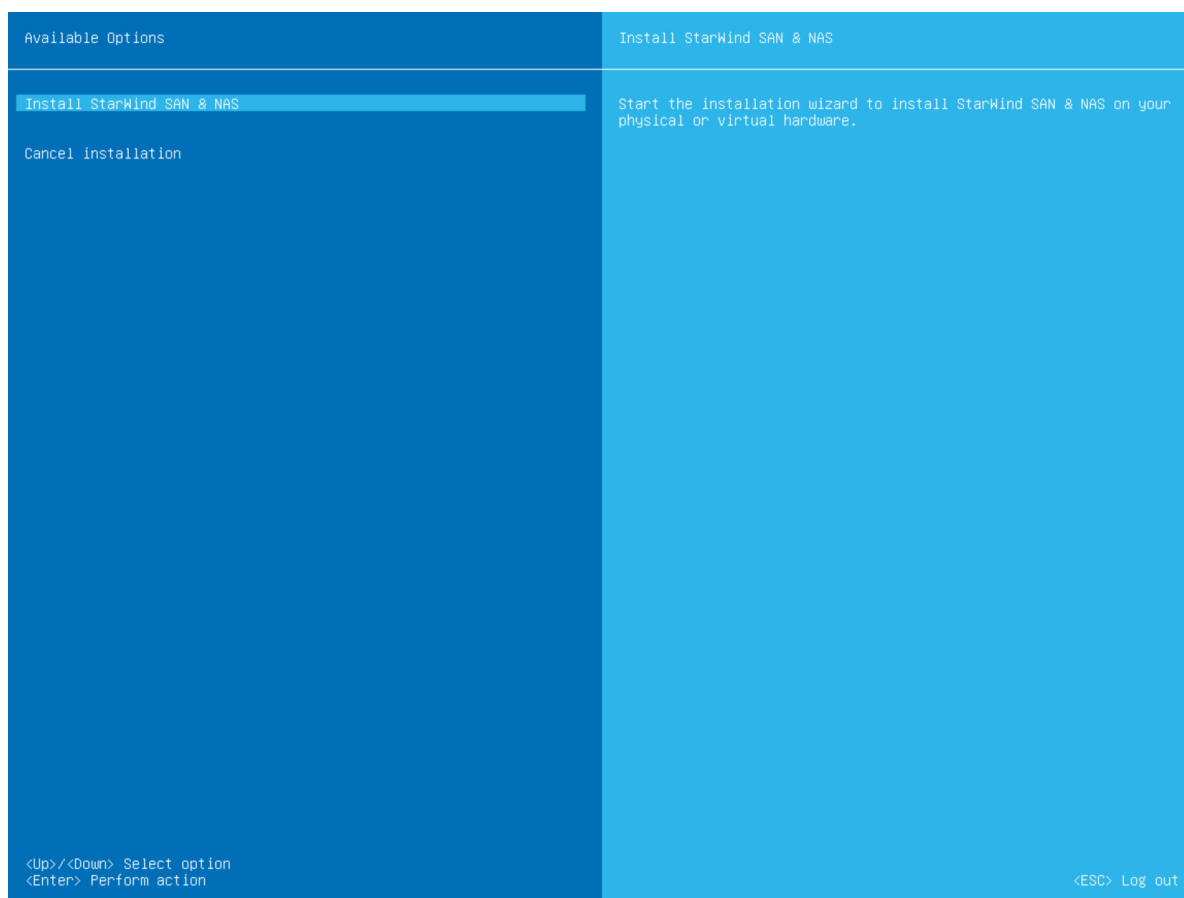 Available Options
Install StarWind SAN & NAS
Cancel installation
<Up>/<Down> Select option
<Enter> Perform action
Install StarWind SAN & NAS
Start the installation wizard to install StarWind SAN & NAS on your
physical or virtual hardware.
<ESC> Log out